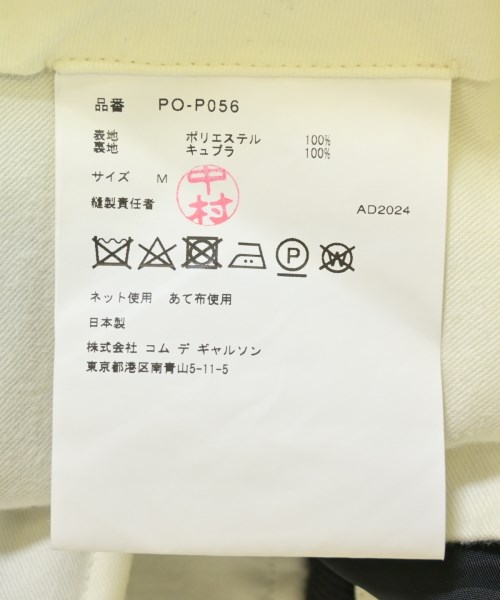 品番 PO-P056
表地 ポリエステル 100%
裏地 キュプラ 100%
サイズ M
縫製責任者 中村
AD2024
P W
ネット使用 あて布使用
日本製
株式会社 コム デ ギャルソン
東京都港区南青山5-11-5